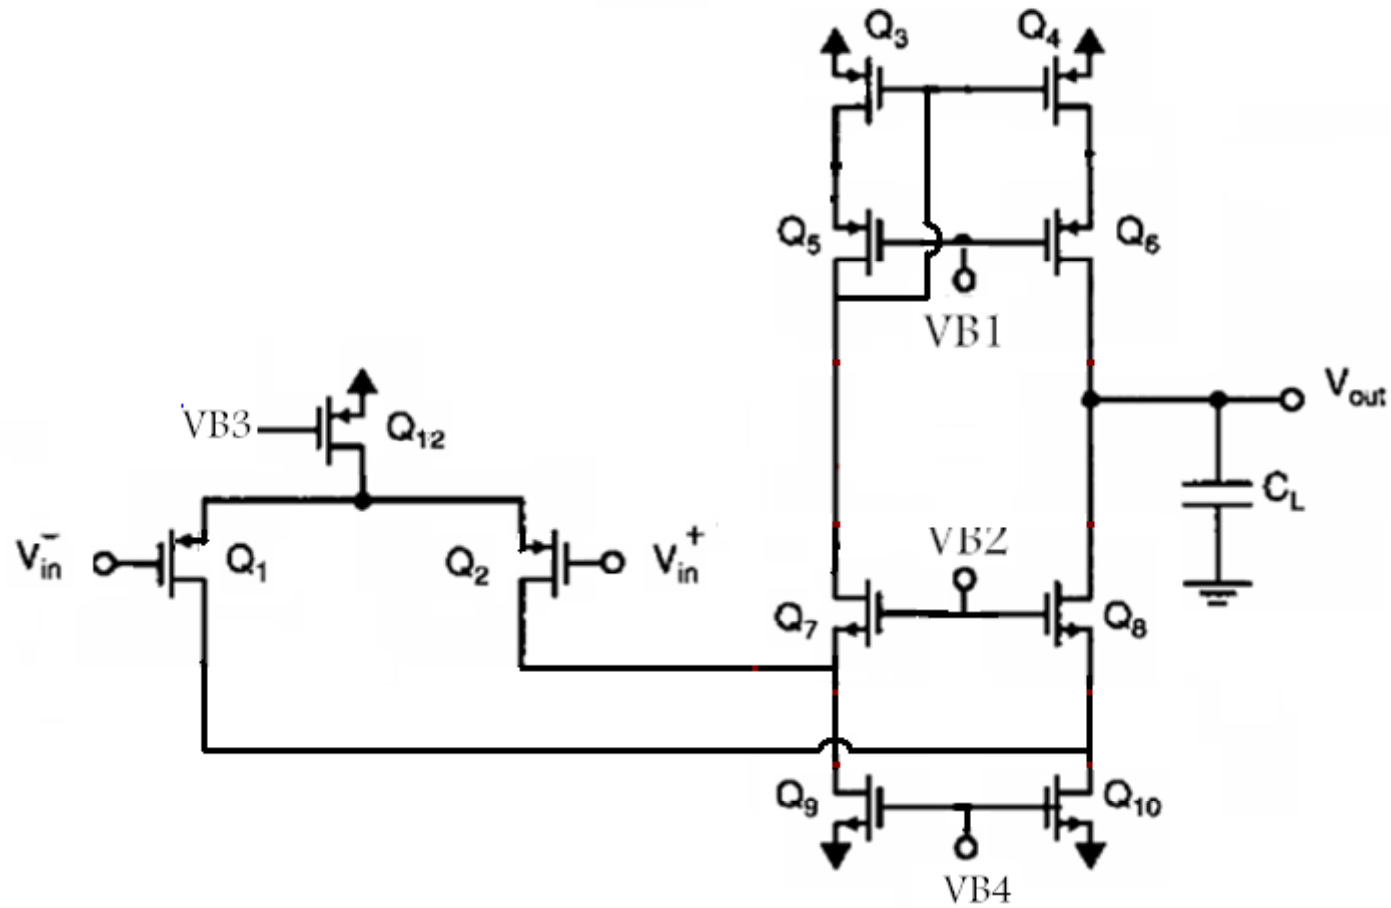 Q3 Q4
Q5 Q6
VB1
Vout
VB3 Q12
CL
Vin- Q1 Q2 Vin+
VB2
Q7 Q8
Q9 Q10
VB4